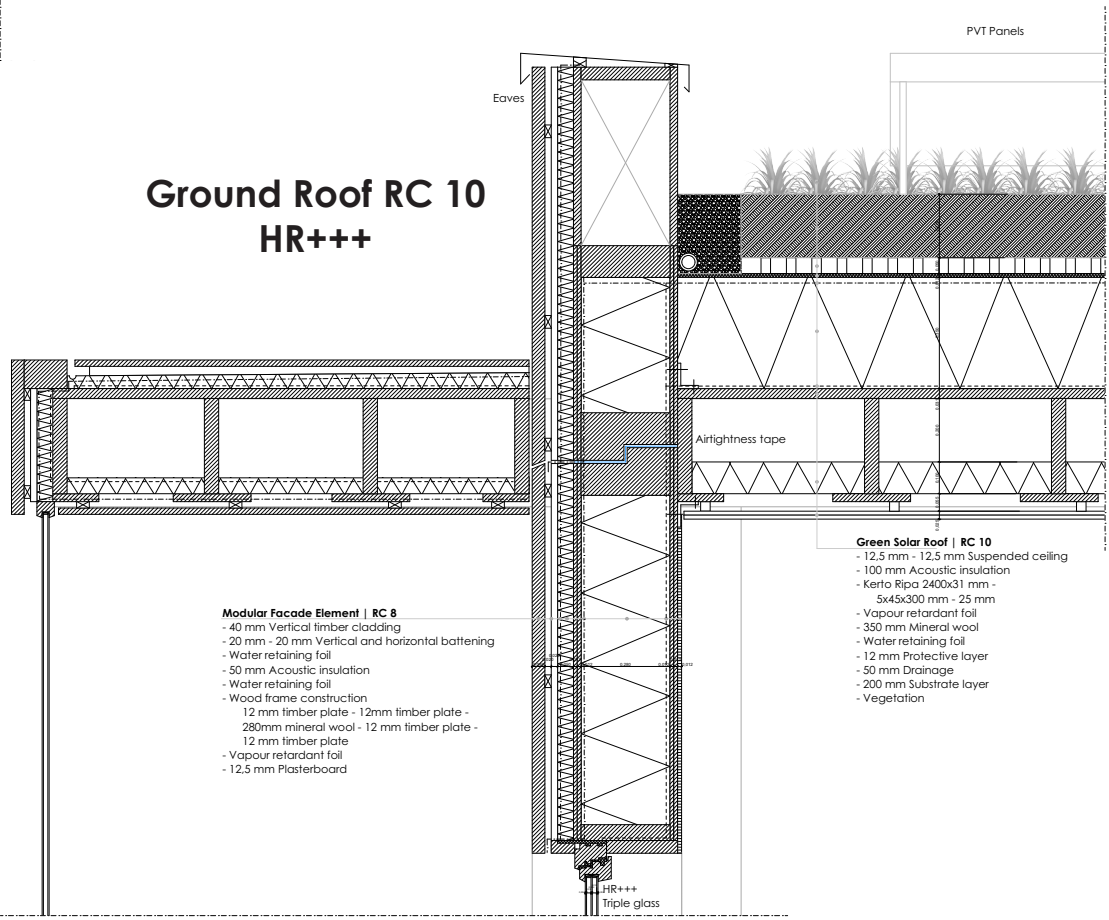 PVT Panels
Eaves
Ground Roof RC 10
HR+++
Airtightness tape
Green Solar Roof | RC 10
- 12,5 mm - 12,5 mm Suspended ceiling
- 100 mm Acoustic insulation
- Kerto Ripa 2400x31 mm -
5x45x300 mm - 25 mm
- Vapour retardant foil
- 350 mm Mineral wool
- Water retaining foil
- 12 mm Protective layer
- 50 mm Drainage
- 200 mm Substrate layer
- Vegetation
Modular Facade Element | RC 8
- 40 mm Vertical timber cladding
- 20 mm - 20 mm Vertical and horizontal battening
- Water retaining foil
- 50 mm Acoustic insulation
- Water retaining foil
- Wood frame construction
12 mm timber plate - 12mm timber plate -
280mm mineral wool - 12 mm timber plate -
12 mm timber plate
- Vapour retardant foil
- 12,5 mm Plasterboard
HR+++
Triple glass